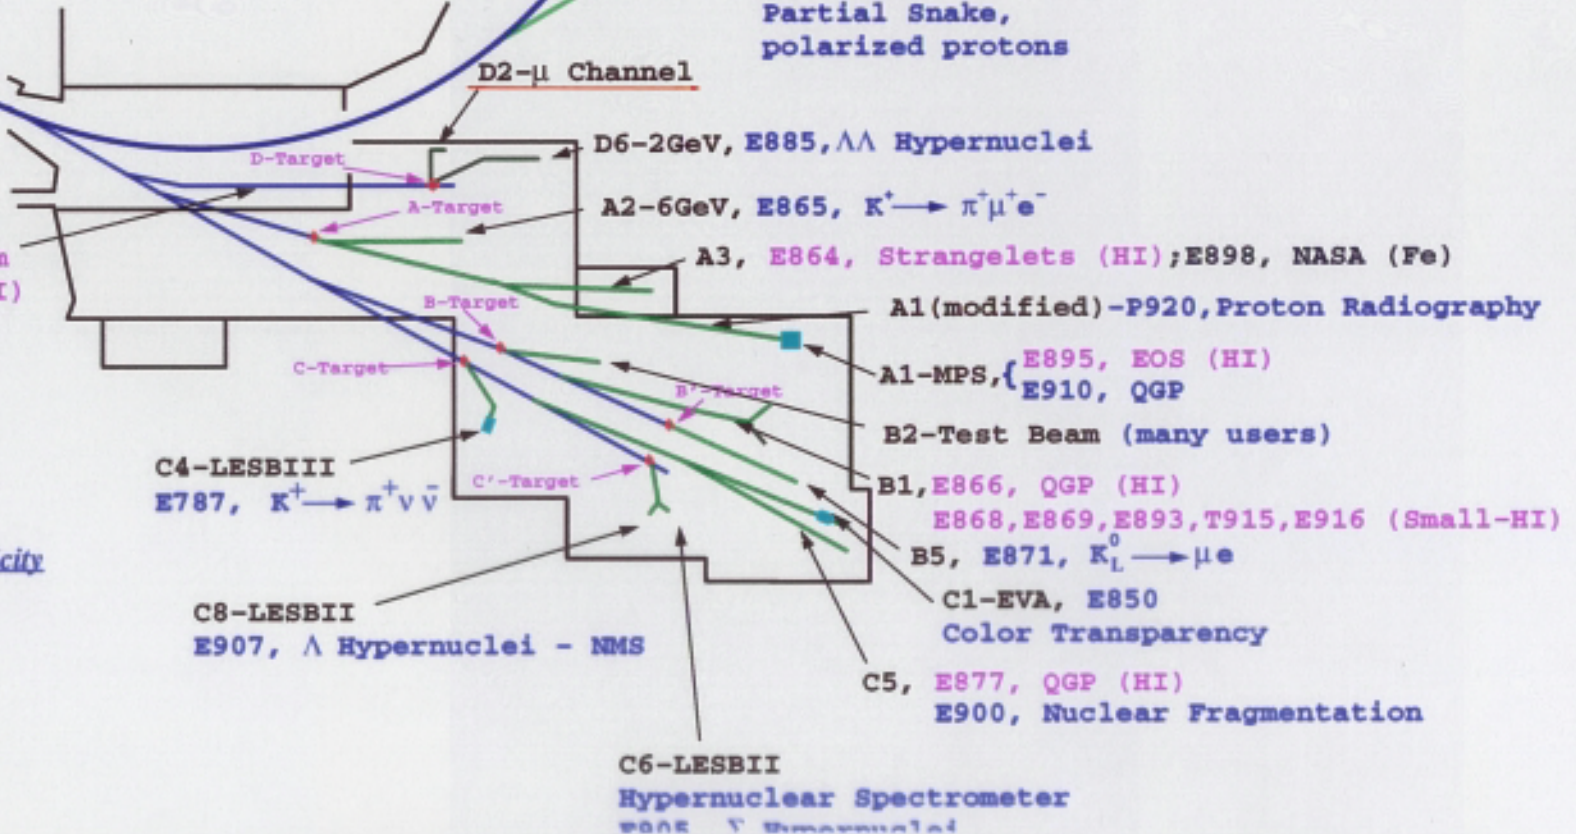 Partial Snake,
polarized protons
D2-μ Channel
D-Target
D6-2GeV, E885, ΛΛ Hypernuclei
A-Target
A2-6GeV, E865, K⁺ → π⁺μ⁺e⁻
A3, E864, Strangelets (HI);E898, NASA (Fe)
I)
B-Target
A1(modified)-P920, Proton Radiography
C-Target
A1-MPS, { E895, EOS (HI)
E910, QGP
B'-Target
B2-Test Beam (many users)
C4-LESBIII
E787, K⁺ → π⁺ν ν̄
C'-Target
B1, E866, QGP (HI)
E868,E869,E893,T915,E916 (Small-HI)
city
B5, E871, K⁰L → μe
C1-EVA, E850
Color Transparency
C8-LESBII
E907, Λ Hypernuclei - NMS
C5, E877, QGP (HI)
E900, Nuclear Fragmentation
C6-LESBII
Hypernuclear Spectrometer
E905, Σ Hypernuclei